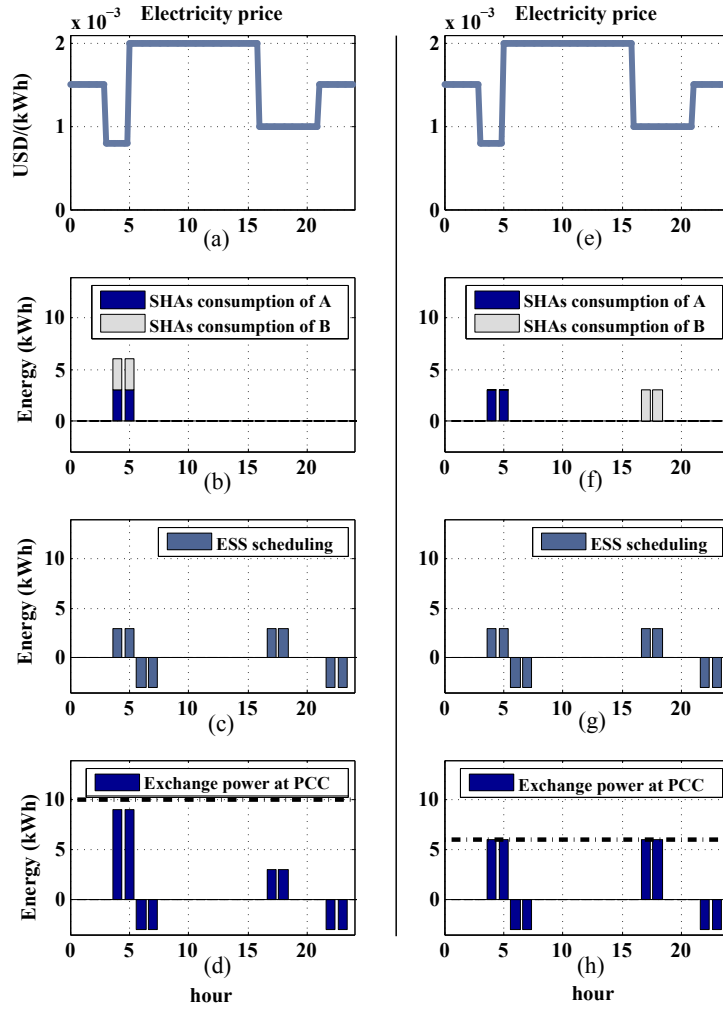 Electricity price
x 10⁻³
2
1
0
USD/(kWh)
0 5 10 15 20
(a)
Electricity price
x 10⁻³
2
1
0
0 5 10 15 20
(e)
SHAs consumption of A
SHAs consumption of B
10
5
0
Energy (kWh)
0 5 10 15 20
(b)
SHAs consumption of A
SHAs consumption of B
10
5
0
0 5 10 15 20
(f)
ESS scheduling
10
5
0
Energy (kWh)
0 5 10 15 20
(c)
ESS scheduling
10
5
0
0 5 10 15 20
(g)
Exchange power at PCC
10
5
0
Energy (kWh)
0 5 10 15 20
(d)
hour
Exchange power at PCC
10
5
0
0 5 10 15 20
(h)
hour